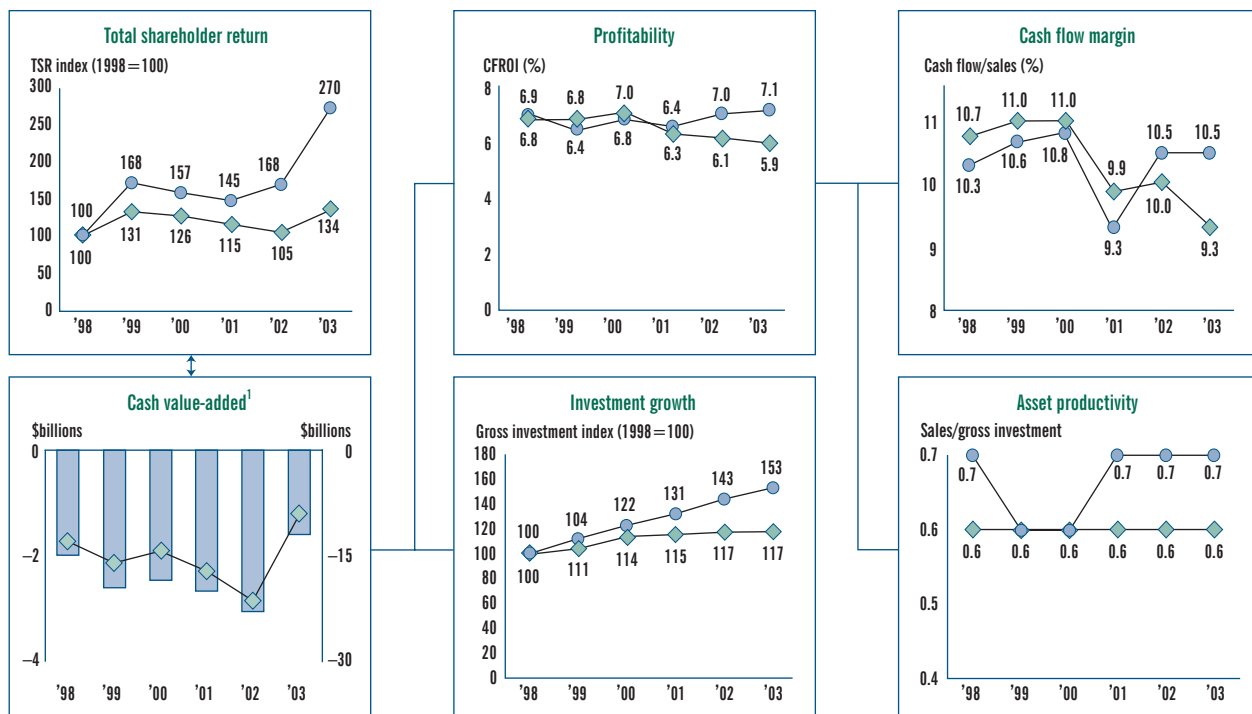 Total shareholder return
TSR index (1998=100)
300
250
200
150
100
50
0
100
168
157
145
168
270
100
131
126
115
105
134
’98 ’99 ’00 ’01 ’02 ’03
Profitability
CFROI (%)
8
6
4
2
0
6.9 6.8 7.0 6.4 7.0 7.1
6.8 6.4 6.8 6.3 6.1 5.9
’98 ’99 ’00 ’01 ’02 ’03
Cash flow margin
Cash flow/sales (%)
11
10
9
8
10.7 11.0 11.0 9.9 10.5 10.5
10.3 10.6 10.8 9.3 10.0 9.3
’98 ’99 ’00 ’01 ’02 ’03
Cash value-added1
$billions $billions
0 0
–2 –15
–4 –30
’98 ’99 ’00 ’01 ’02 ’03
Investment growth
Gross investment index (1998=100)
180
160
140
120
100
80
60
40
20
0
100 104 122 131 143 153
100 111 114 115 117 117
’98 ’99 ’00 ’01 ’02 ’03
Asset productivity
Sales/gross investment
0.7
0.6
0.5
0.4
0.7 0.7 0.7 0.7
0.6 0.6 0.6 0.6 0.6 0.6
’98 ’99 ’00 ’01 ’02 ’03